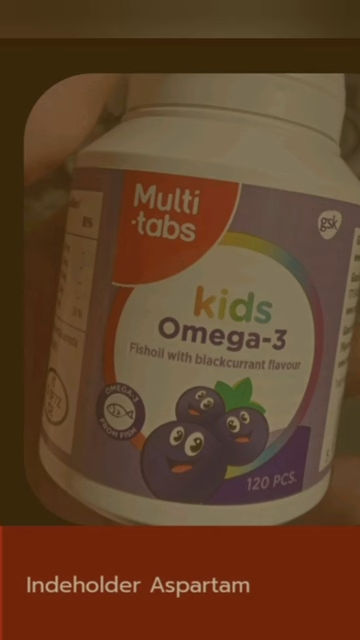 Multi
-tabs
gsk
kids
Omega-3
Fishoil with blackcurrant flavour
OMEGA-3
FROM FISH
120 PCS.
Indeholder Aspartam